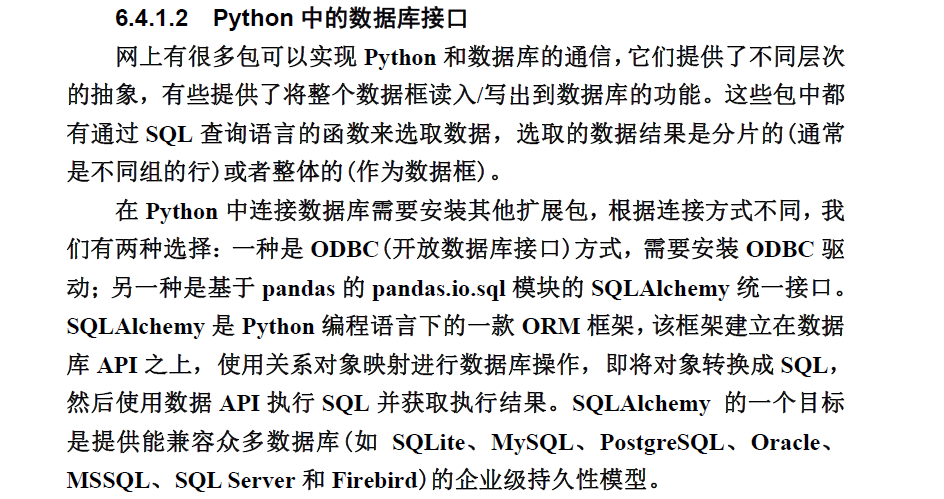 6.4.1.2 Python 中的数据库接口
网上有很多包可以实现 Python 和数据库的通信，它们提供了不同层次
的抽象，有些提供了将整个数据框读入/写出到数据库的功能。这些包中都
有通过 SQL 查询语言的函数来选取数据，选取的数据结果是分片的(通常
是不同组的行)或者整体的(作为数据框)。
在 Python 中连接数据库需要安装其他扩展包，根据连接方式不同，我
们有两种选择：一种是 ODBC(开放数据库接口)方式，需要安装 ODBC 驱
动；另一种是基于 pandas 的 pandas.io.sql 模块的 SQLAlchemy 统一接口。
SQLAlchemy 是 Python 编程语言下的一款 ORM 框架，该框架建立在数据
库 API 之上，使用关系对象映射进行数据库操作，即将对象转换成 SQL，
然后使用数据 API 执行 SQL 并获取执行结果。SQLAlchemy 的一个目标
是提供能兼容众多数据库(如 SQLite、MySQL、PostgreSQL、Oracle、
MSSQL、SQL Server 和 Firebird)的企业级持久性模型。